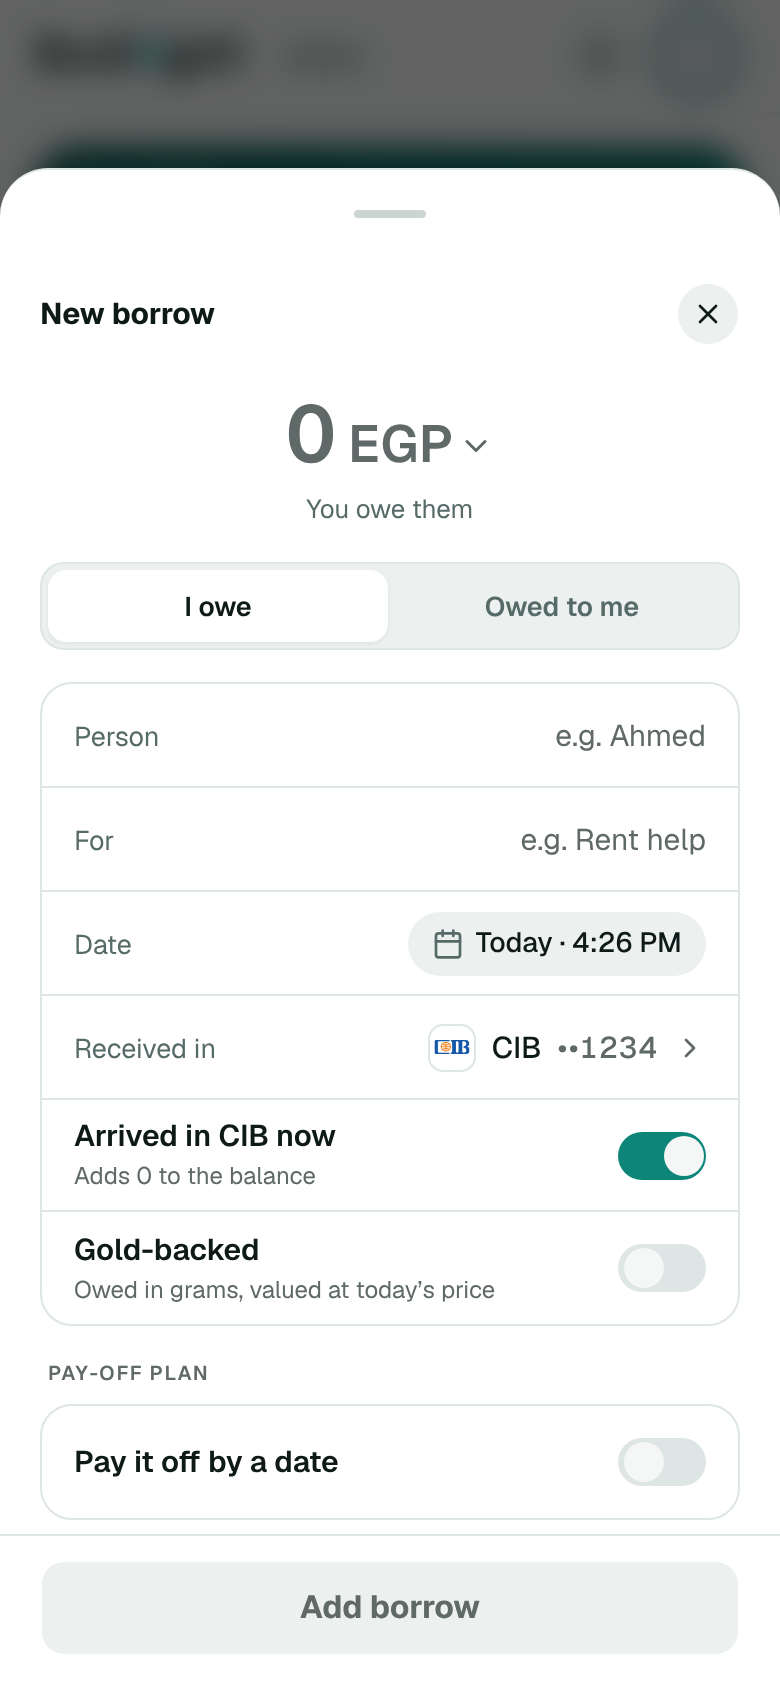 New borrow
0 EGP
You owe them
I owe
Owed to me
Person
e.g. Ahmed
For
e.g. Rent help
Date
Today · 4:26 PM
Received in
CIB
CIB ••1234
Arrived in CIB now
Adds 0 to the balance
Gold-backed
Owed in grams, valued at today’s price
PAY-OFF PLAN
Pay it off by a date
Add borrow